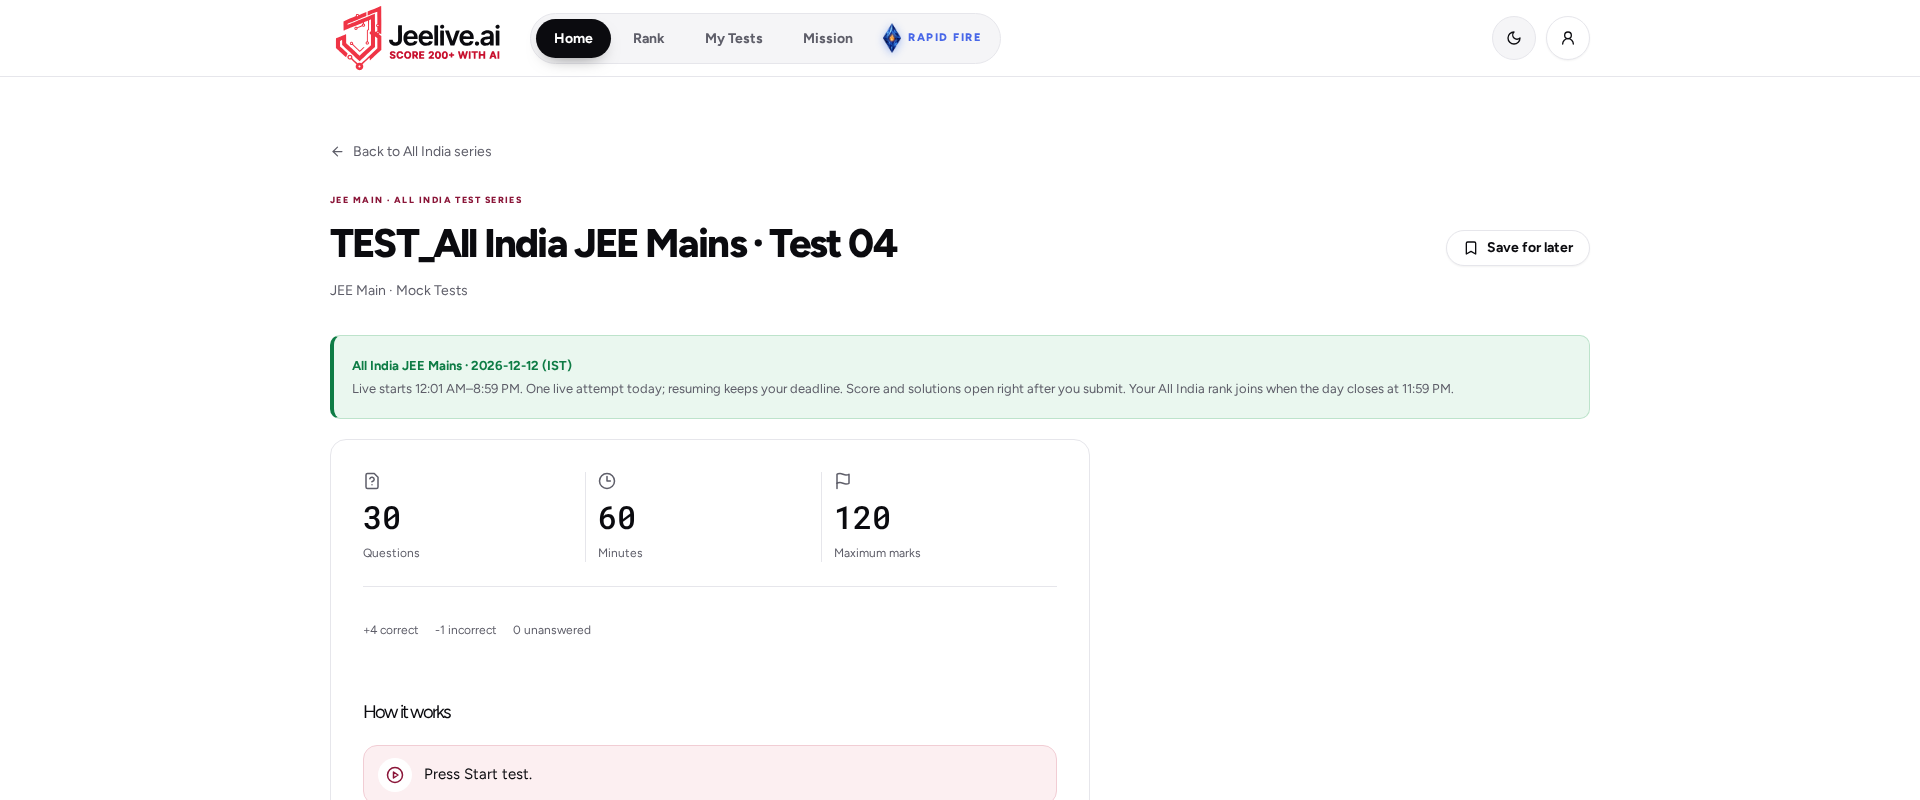 Jeelive.ai
SCORE 200+ WITH AI
Home
Rank
My Tests
Mission
RAPID FIRE
Back to All India series
JEE MAIN · ALL INDIA TEST SERIES
TEST_All India JEE Mains · Test 04
Save for later
JEE Main · Mock Tests
All India JEE Mains · 2026-12-12 (IST)
Live starts 12:01 AM–8:59 PM. One live attempt today; resuming keeps your deadline. Score and solutions open right after you submit. Your All India rank joins when the day closes at 11:59 PM.
30
Questions
60
Minutes
120
Maximum marks
+4 correct
-1 incorrect
0 unanswered
How it works
Press Start test.